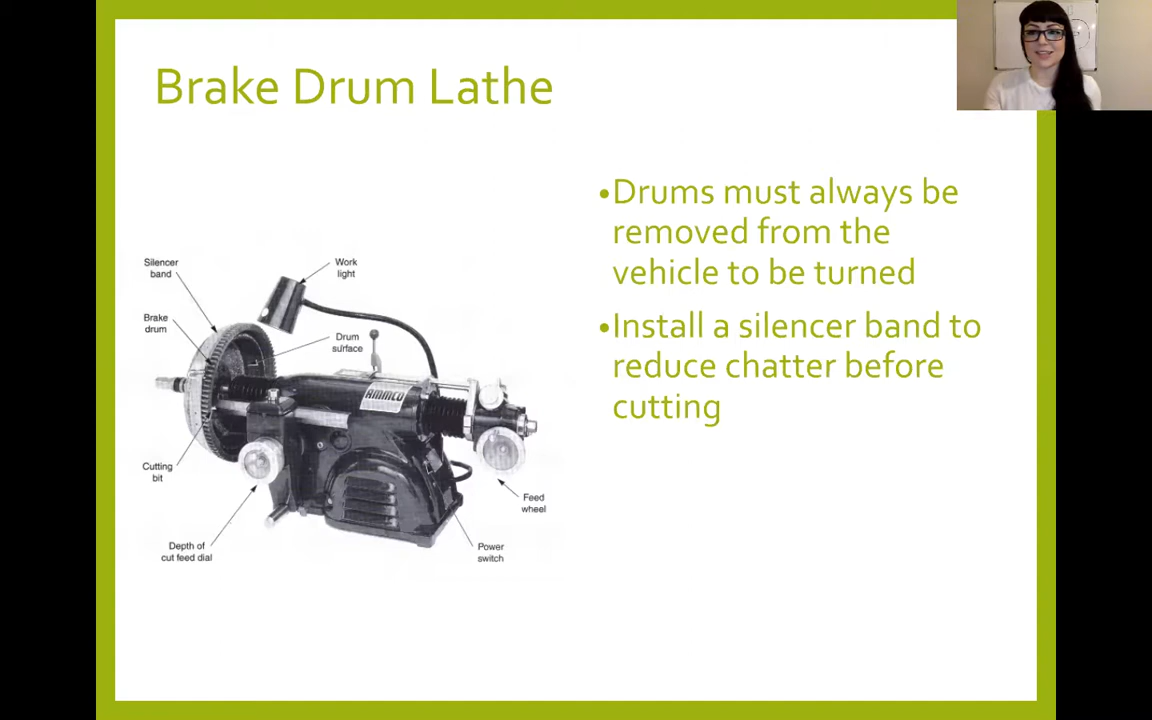 Brake Drum Lathe
•Drums must always be
removed from the
vehicle to be turned
•Install a silencer band to
reduce chatter before
cutting
Silencer
band
Work
light
Brake
drum
Drum
surface
AMMCO
Cutting
bit
Feed
wheel
Depth of
cut feed dial
Power
switch